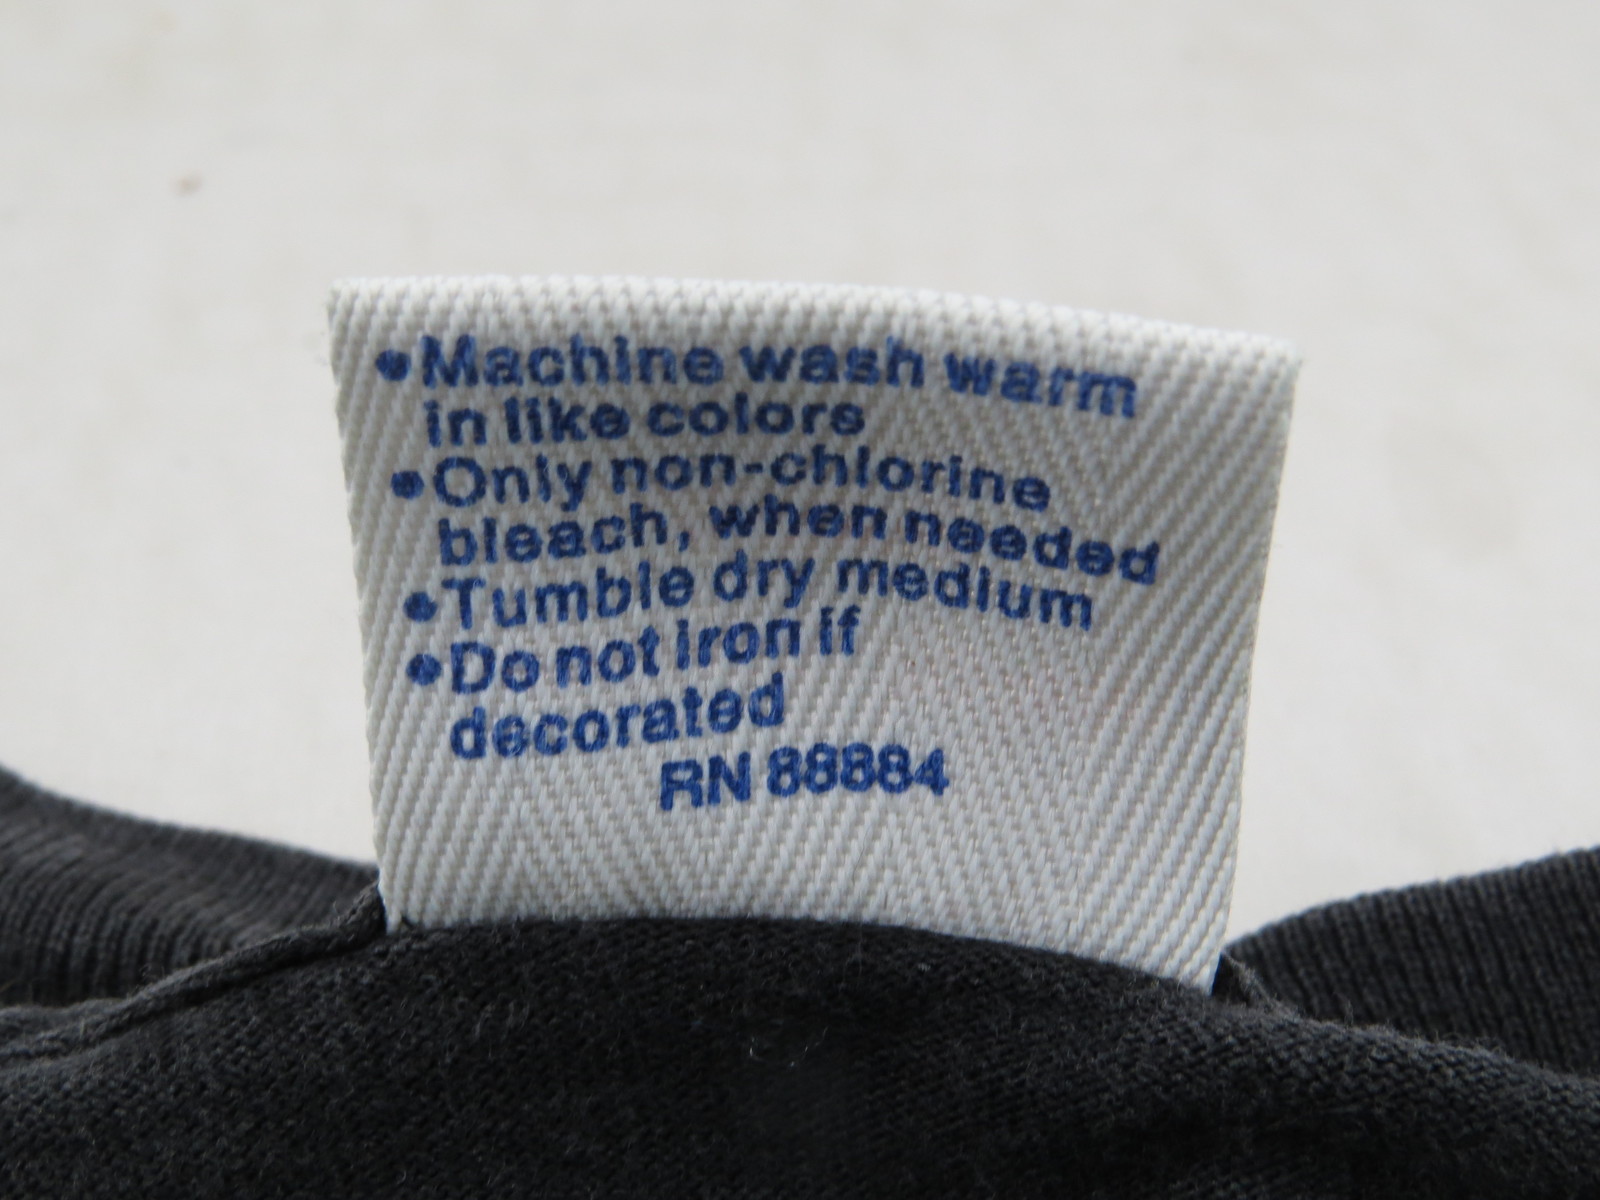 •Machine wash warm
in like colors
•Only non-chlorine
bleach, when needed
•Tumble dry medium
•Do not iron if
decorated
RN 88884